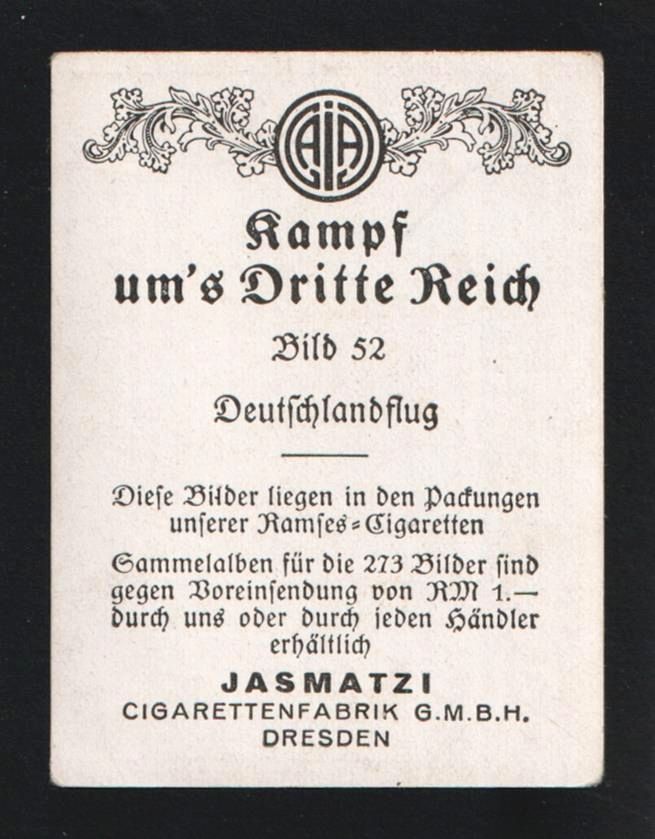 AJA
Kampf
um's Dritte Reich
Bild 52
Deutschlandflug
Diese Bilder liegen in den Packungen
unserer Ramses-Cigaretten
Sammelalben für die 273 Bilder sind
gegen Voreinsendung von RM 1.—
durch uns oder durch jeden Händler
erhältlich
JASMATZI
CIGARETTENFABRIK G.M.B.H.
DRESDEN